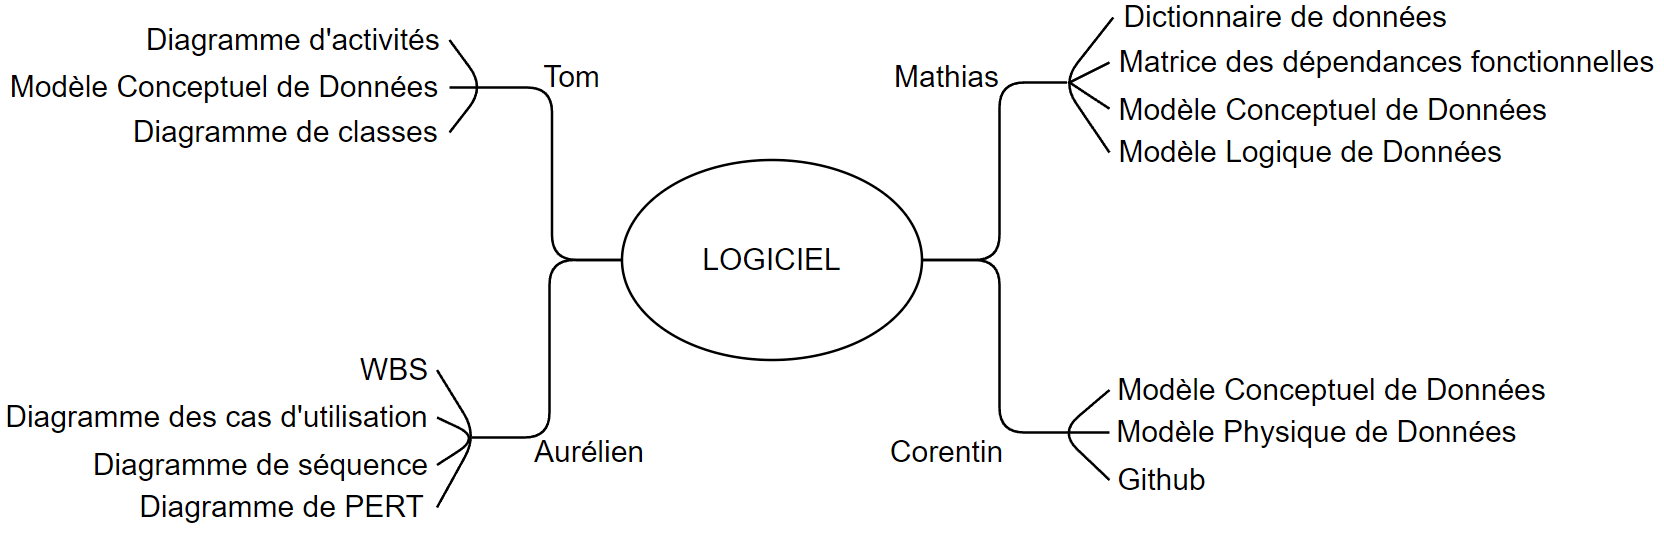 Diagramme d'activités
Modèle Conceptuel de Données
Diagramme de classes
Tom
Mathias
Dictionnaire de données
Matrice des dépendances fonctionnelles
Modèle Conceptuel de Données
Modèle Logique de Données
LOGICIEL
WBS
Diagramme des cas d'utilisation
Diagramme de séquence
Diagramme de PERT
Aurélien
Corentin
Modèle Conceptuel de Données
Modèle Physique de Données
Github